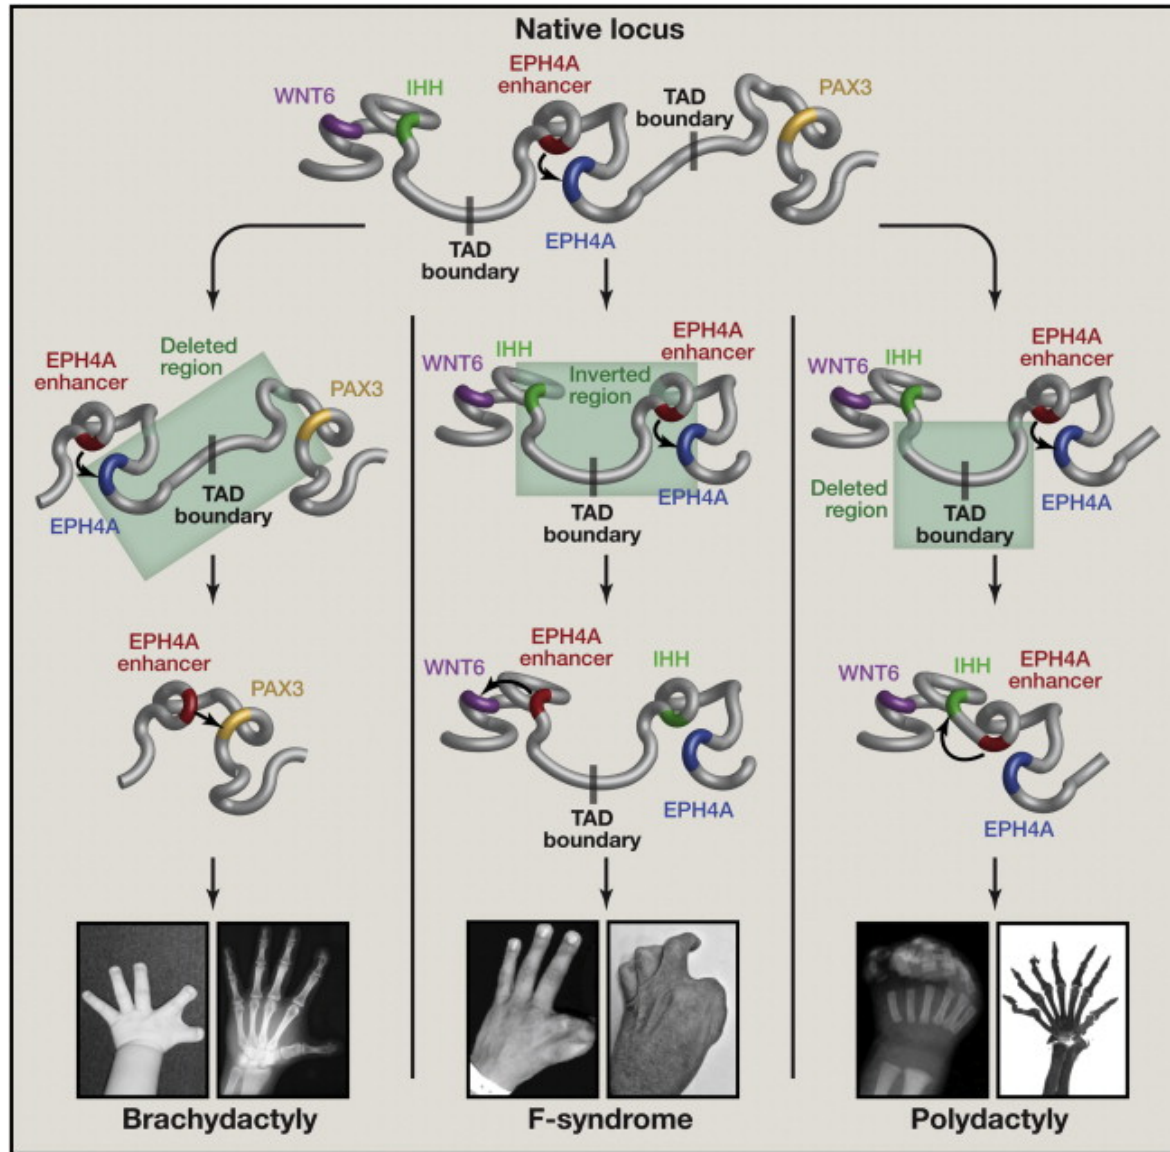 Native locus
EPH4A
enhancer
WNT6
IHH
TAD
boundary
PAX3
TAD
boundary
EPH4A
EPH4A
enhancer
Deleted
region
PAX3
TAD
boundary
EPH4A
WNT6
IHH
EPH4A
enhancer
Inverted
region
EPH4A
TAD
boundary
WNT6
IHH
EPH4A
enhancer
Deleted
region
TAD
boundary
EPH4A
EPH4A
enhancer
PAX3
WNT6
EPH4A
enhancer
IHH
EPH4A
TAD
boundary
WNT6
IHH
EPH4A
enhancer
EPH4A
Brachydactyly
F-syndrome
Polydactyly